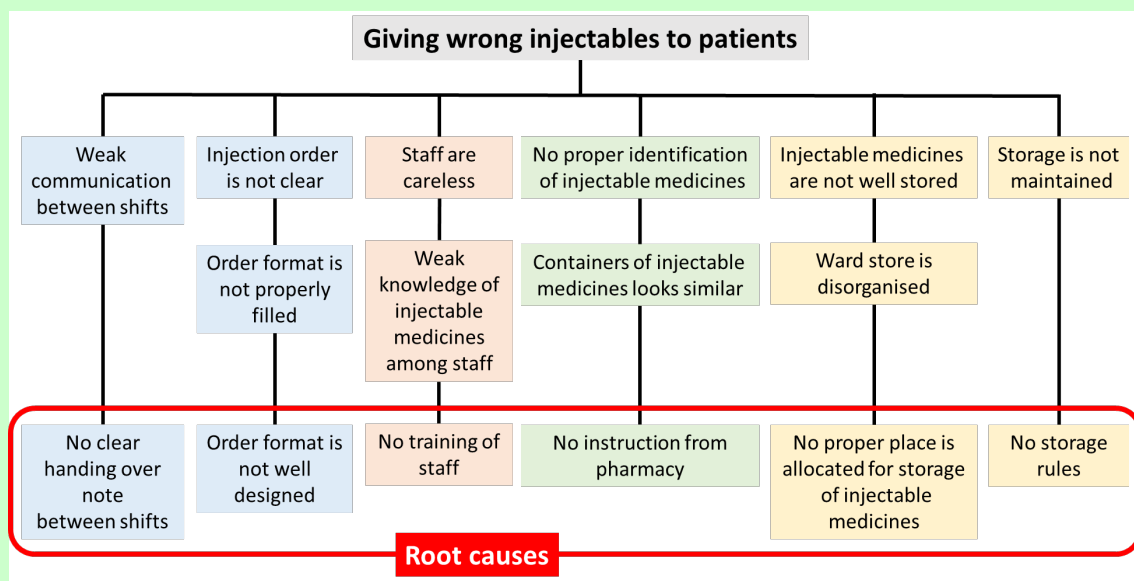 Giving wrong injectables to patients
Weak
communication
between shifts
Injection order
is not clear
Staff are
careless
No proper identification
of injectable medicines
Injectable medicines
are not well stored
Storage is not
maintained
Order format is
not properly
filled
Weak
knowledge of
injectable
medicines
among staff
Containers of injectable
medicines looks similar
Ward store is
disorganised
No clear
handing over
note
between shifts
Order format is
not well
designed
No training of
staff
No instruction from
pharmacy
No proper place is
allocated for storage
of injectable
medicines
No storage
rules
Root causes